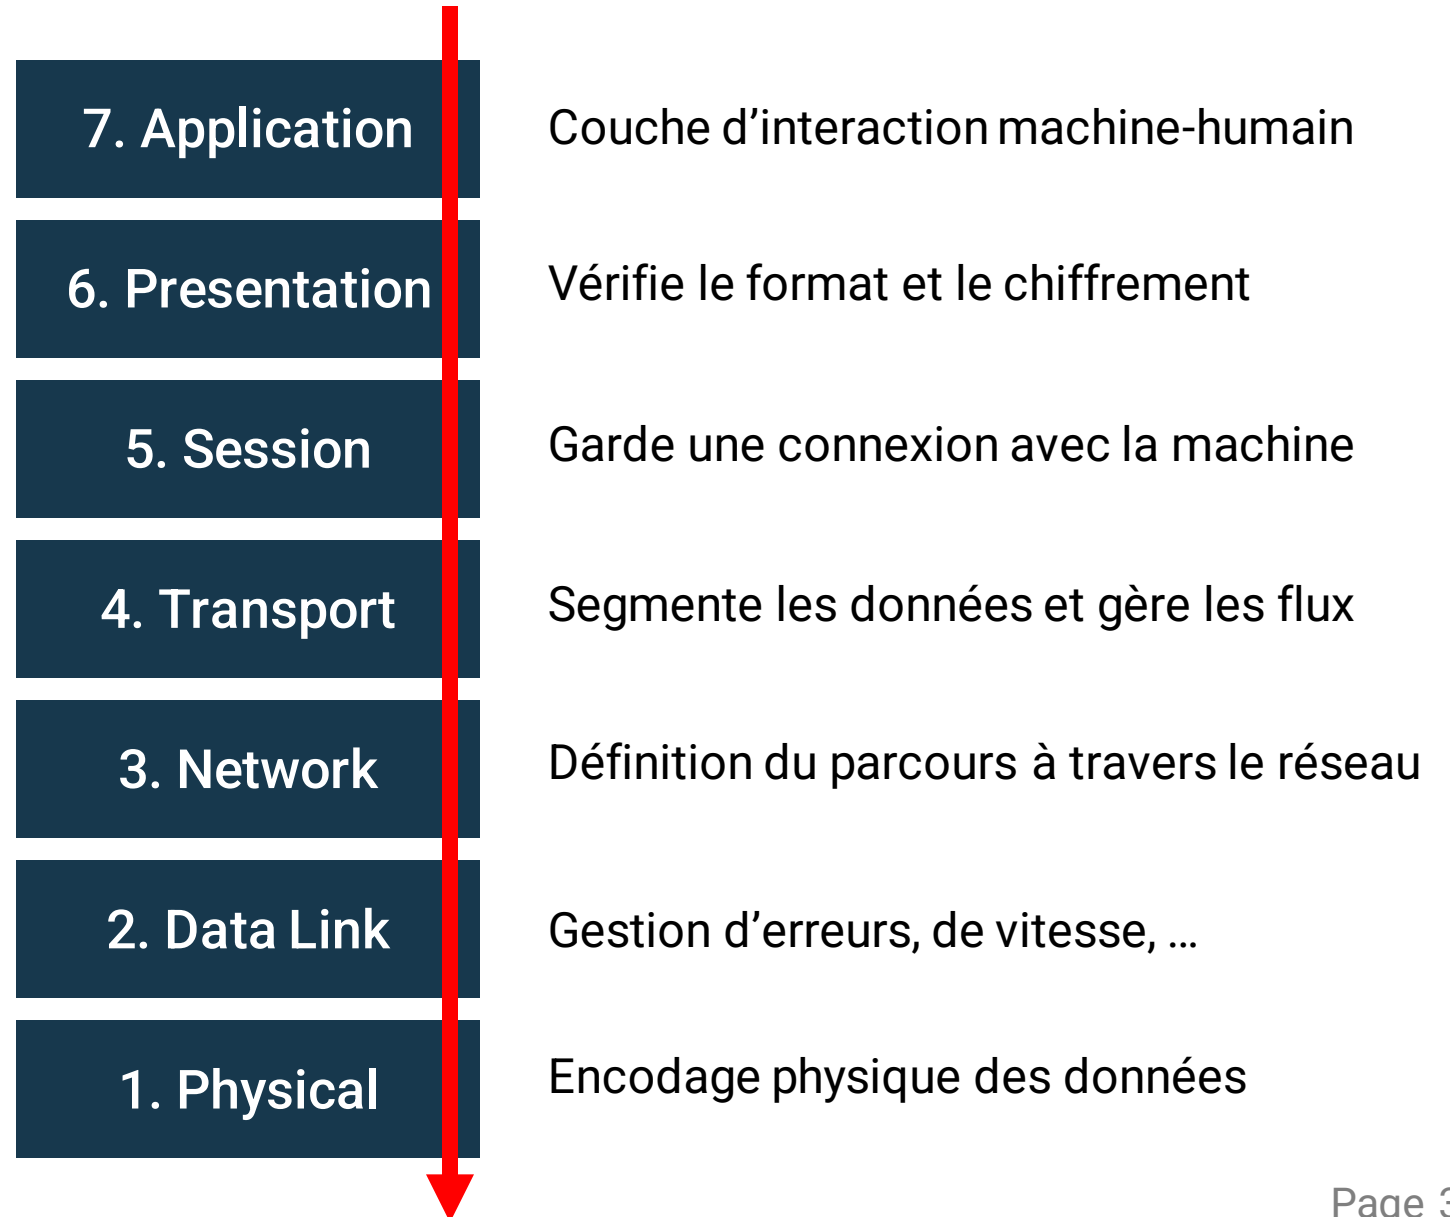 7. Application
Couche d’interaction machine-humain
6. Presentation
Vérifie le format et le chiffrement
5. Session
Garde une connexion avec la machine
4. Transport
Segmente les données et gère les flux
3. Network
Définition du parcours à travers le réseau
2. Data Link
Gestion d’erreurs, de vitesse, …
1. Physical
Encodage physique des données
Page 3